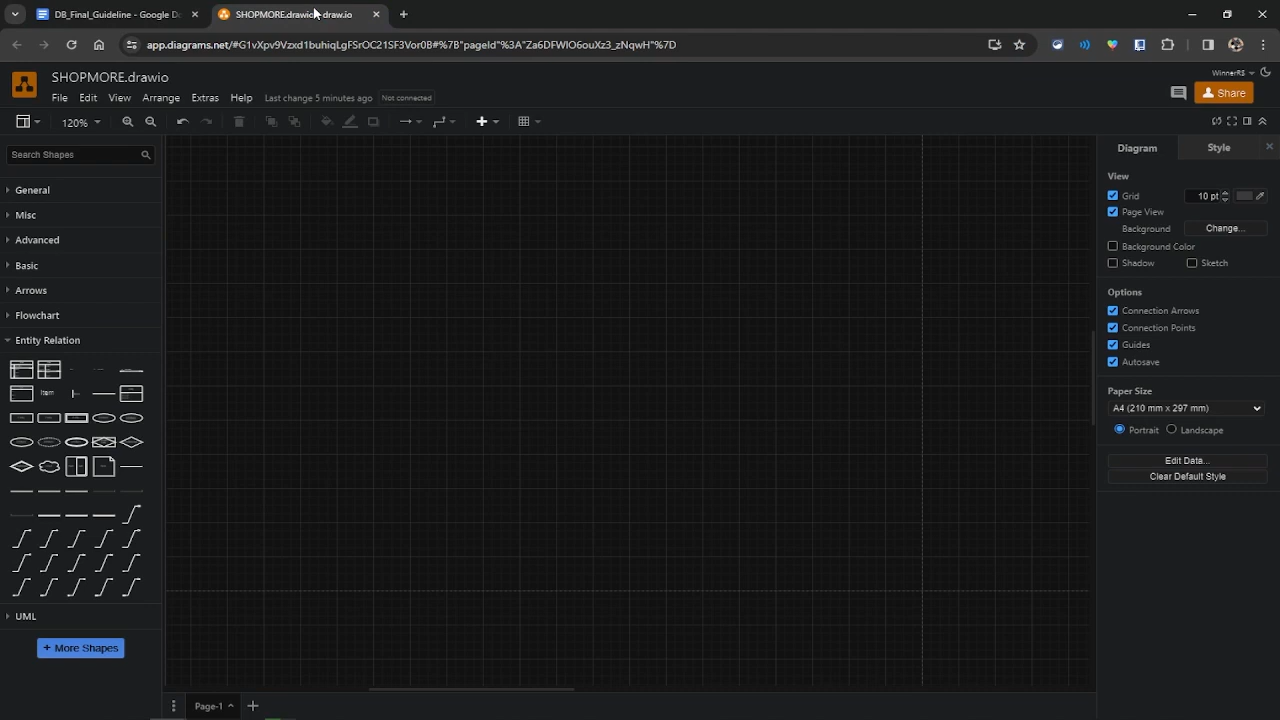 DB_Final_Guideline - Google Do
SHOPMORE.drawio - draw.io
app.diagrams.net/#G1vXpv9Vzxd1buhiqLgFSrOC21SF3Vor0B#%7B"pageId"%3A"Za6DFWIO6ouXz3_zNqwH"%7D
SHOPMORE.drawio
WinnerRS
File Edit View Arrange Extras Help Last change 5 minutes ago Not connected
Share
120%
Search Shapes
General
Misc
Advanced
Basic
Arrows
Flowchart
Entity Relation
Item
UML
+ More Shapes
Page-1
Diagram Style
View
Grid 10 pt
Page View
Background Change...
Background Color
Shadow Sketch
Options
Connection Arrows
Connection Points
Guides
Autosave
Paper Size
A4 (210 mm x 297 mm)
Portrait Landscape
Edit Data...
Clear Default Style